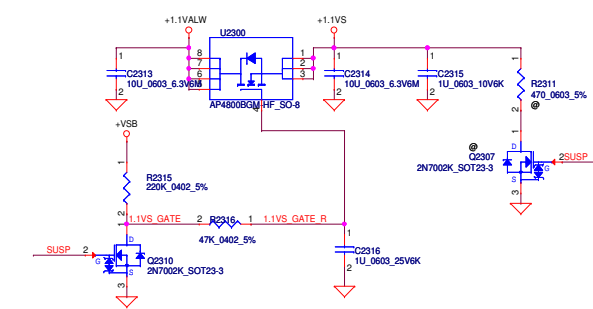 +1.1VALW
+1.1VS
U2300
8
7
6
5
1
2
3
4
AP4800BGM-HF_SO-8
1
C2313
10U_0603_6.3V6M
2
1
C2314
10U_0603_6.3V6M
2
1
C2315
1U_0603_10V6K
2
1
R2311
470_0603_5%
@
2
+VSB
1
R2315
220K_0402_5%
2
1
D
@
Q2307
2N7002K_SOT23-3
2
SUSP
G
S
3
1.1VS_GATE
2
R2316
1
1.1VS_GATE_R
47K_0402_5%
1
D
SUSP
2
G
S
Q2310
2N7002K_SOT23-3
3
1
C2316
1U_0603_25V6K
2